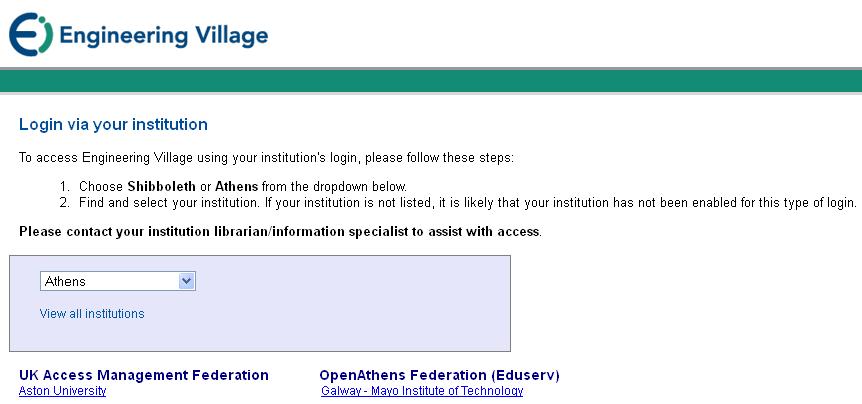 Engineering Village
Login via your institution
To access Engineering Village using your institution's login, please follow these steps:
1. Choose Shibboleth or Athens from the dropdown below.
2. Find and select your institution. If your institution is not listed, it is likely that your institution has not been enabled for this type of login.
Please contact your institution librarian/information specialist to assist with access.
Athens
View all institutions
UK Access Management Federation
Aston University
OpenAthens Federation (Eduserv)
Galway - Mayo Institute of Technology